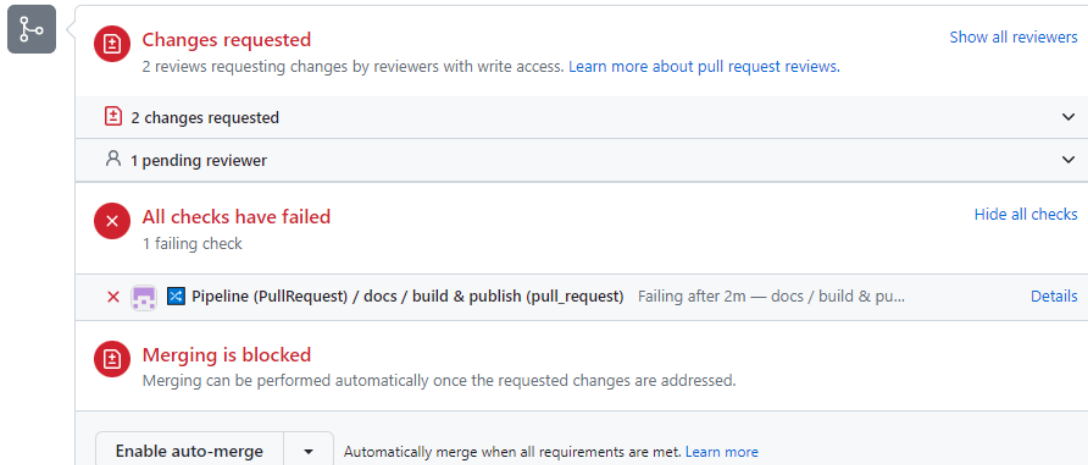 Changes requested
Show all reviewers
2 reviews requesting changes by reviewers with write access. Learn more about pull request reviews.
2 changes requested
1 pending reviewer
All checks have failed
Hide all checks
1 failing check
Pipeline (PullRequest) / docs / build & publish (pull_request) Failing after 2m — docs / build & pu...
Details
Merging is blocked
Merging can be performed automatically once the requested changes are addressed.
Enable auto-merge
Automatically merge when all requirements are met. Learn more